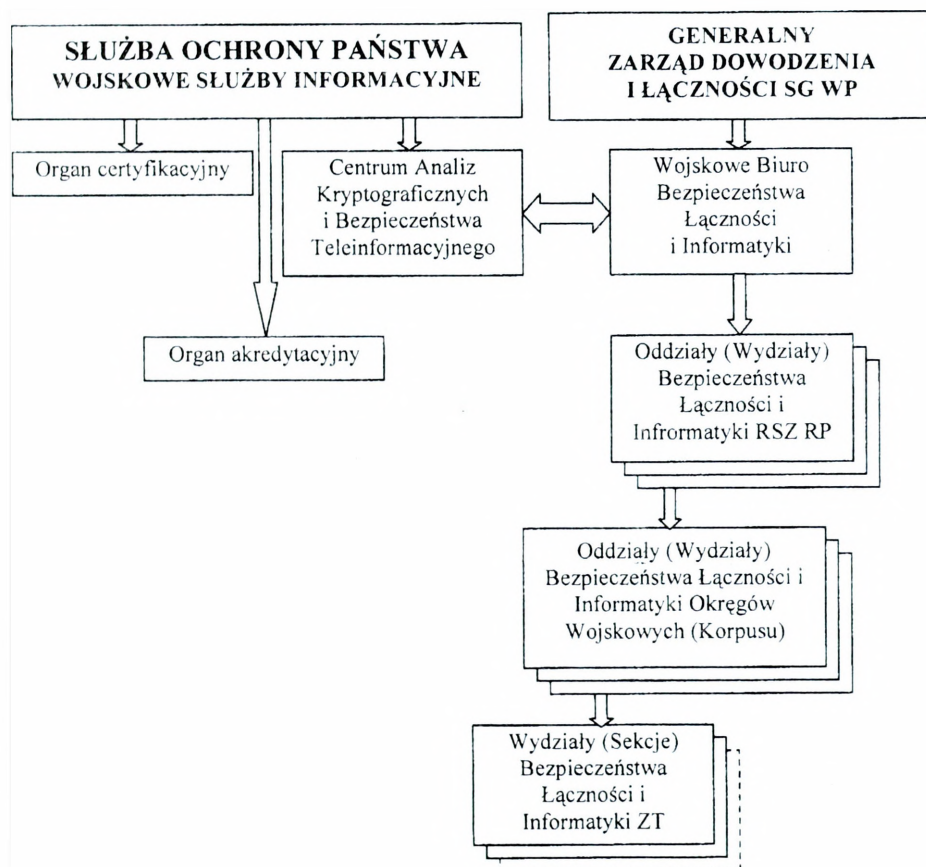 SŁUŻBA OCHRONY PAŃSTWA
WOJSKOWE SŁUŻBY INFORMACYJNE
GENERALNY
ZARZĄD DOWODZENIA
I ŁĄCZNOŚCI SG WP
Organ certyfikacyjny
Centrum Analiz
Kryptograficznych
i Bezpieczeństwa
Teleinformacyjnego
Wojskowe Biuro
Bezpieczeństwa
Łączności
i Informatyki
Organ akredytacyjny
Oddziały (Wydziały)
Bezpieczeństwa
Łączności i
Infrormatyki RSZ RP
Oddziały (Wydziały)
Bezpieczeństwa Łączności i
Informatyki Okręgów
Wojskowych (Korpusu)
Wydziały (Sekcje)
Bezpieczeństwa
Łączności i
Informatyki ZT